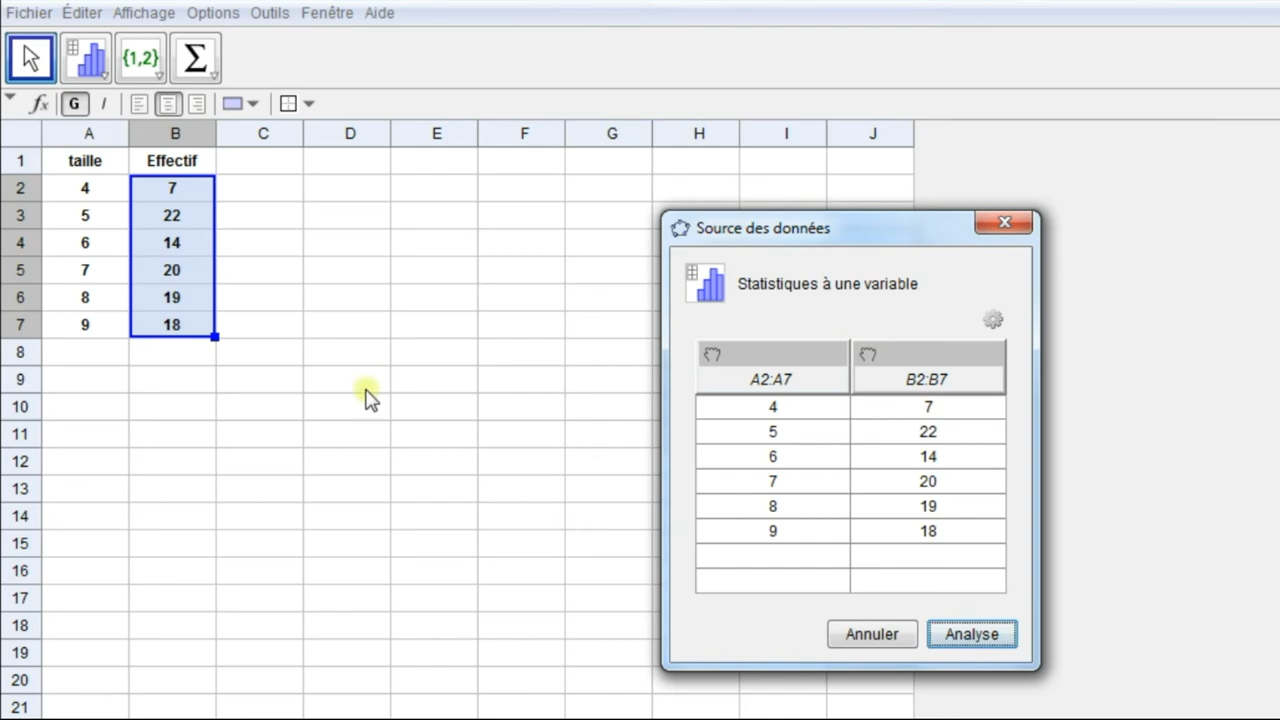 Fichier Éditer Affichage Options Outils Fenêtre Aide
{1,2} Σ
fx G I
A B C D E F G H I J
1 taille Effectif
2 4 7
3 5 22
4 6 14
5 7 20
6 8 19
7 9 18
8
9
10
11
12
13
14
15
16
17
18
19
20
21
Source des données
Statistiques à une variable
A2:A7 B2:B7
4 7
5 22
6 14
7 20
8 19
9 18
Annuler Analyse